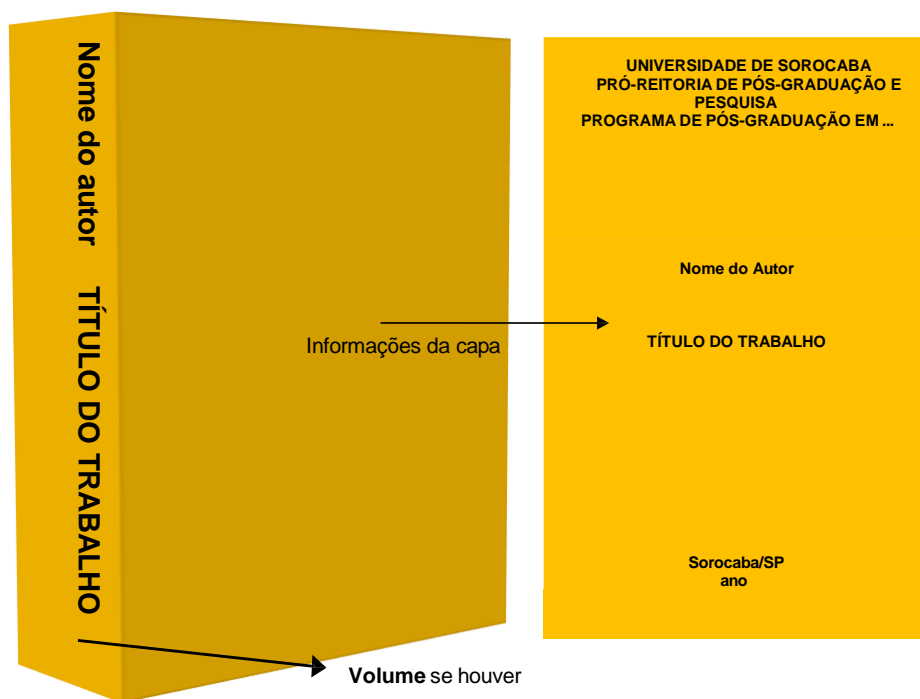 Nome do autor TÍTULO DO TRABALHO
UNIVERSIDADE DE SOROCABA
PRÓ-REITORIA DE PÓS-GRADUAÇÃO E
PESQUISA
PROGRAMA DE PÓS-GRADUAÇÃO EM ...
Nome do Autor
Informações da capa
TÍTULO DO TRABALHO
Sorocaba/SP
ano
Volume se houver